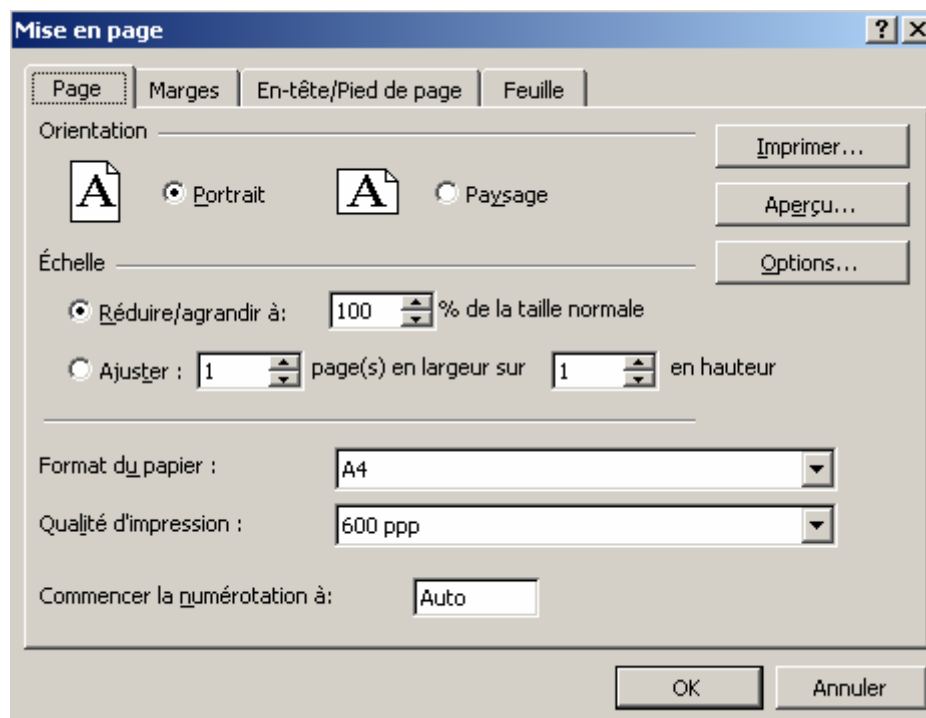 Mise en page
Page Marges En-tête/Pied de page Feuille
Orientation
Imprimer...
A Portrait A Paysage
Aperçu...
Échelle
Options...
Réduire/agrandir à: 100 % de la taille normale
Ajuster : 1 page(s) en largeur sur 1 en hauteur
Format du papier : A4
Qualité d'impression : 600 ppp
Commencer la numérotation à: Auto
OK Annuler